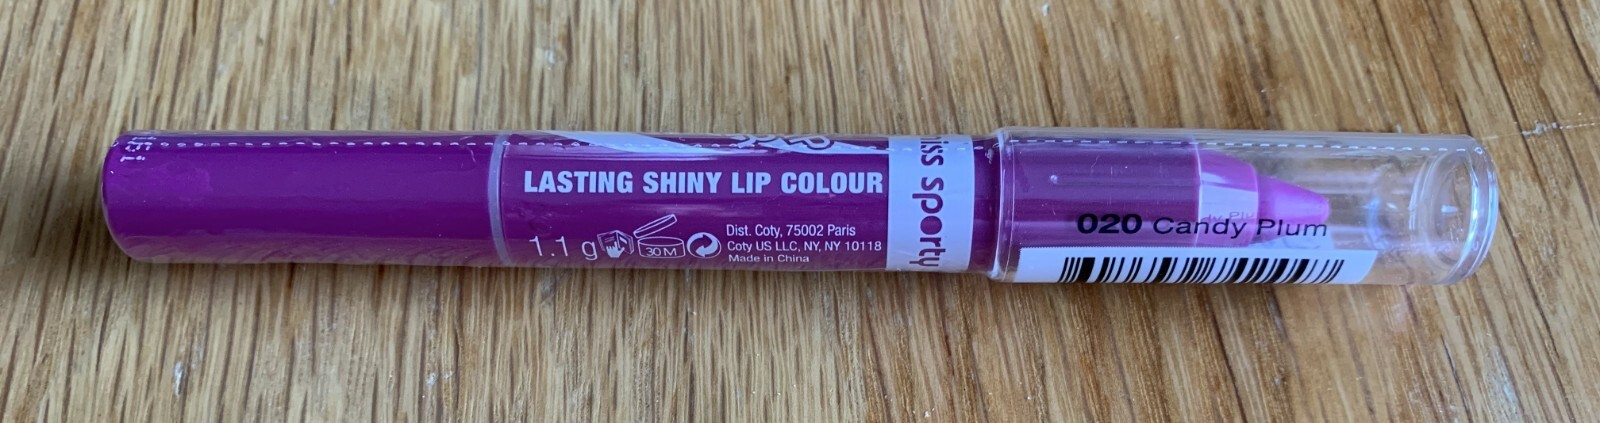 LASTING SHINY LIP COLOUR
1.1 g
30 M
Dist. Coty, 75002 Paris
Coty US LLC, NY, NY 10118
Made in China
miss sporty
020 Candy Plum